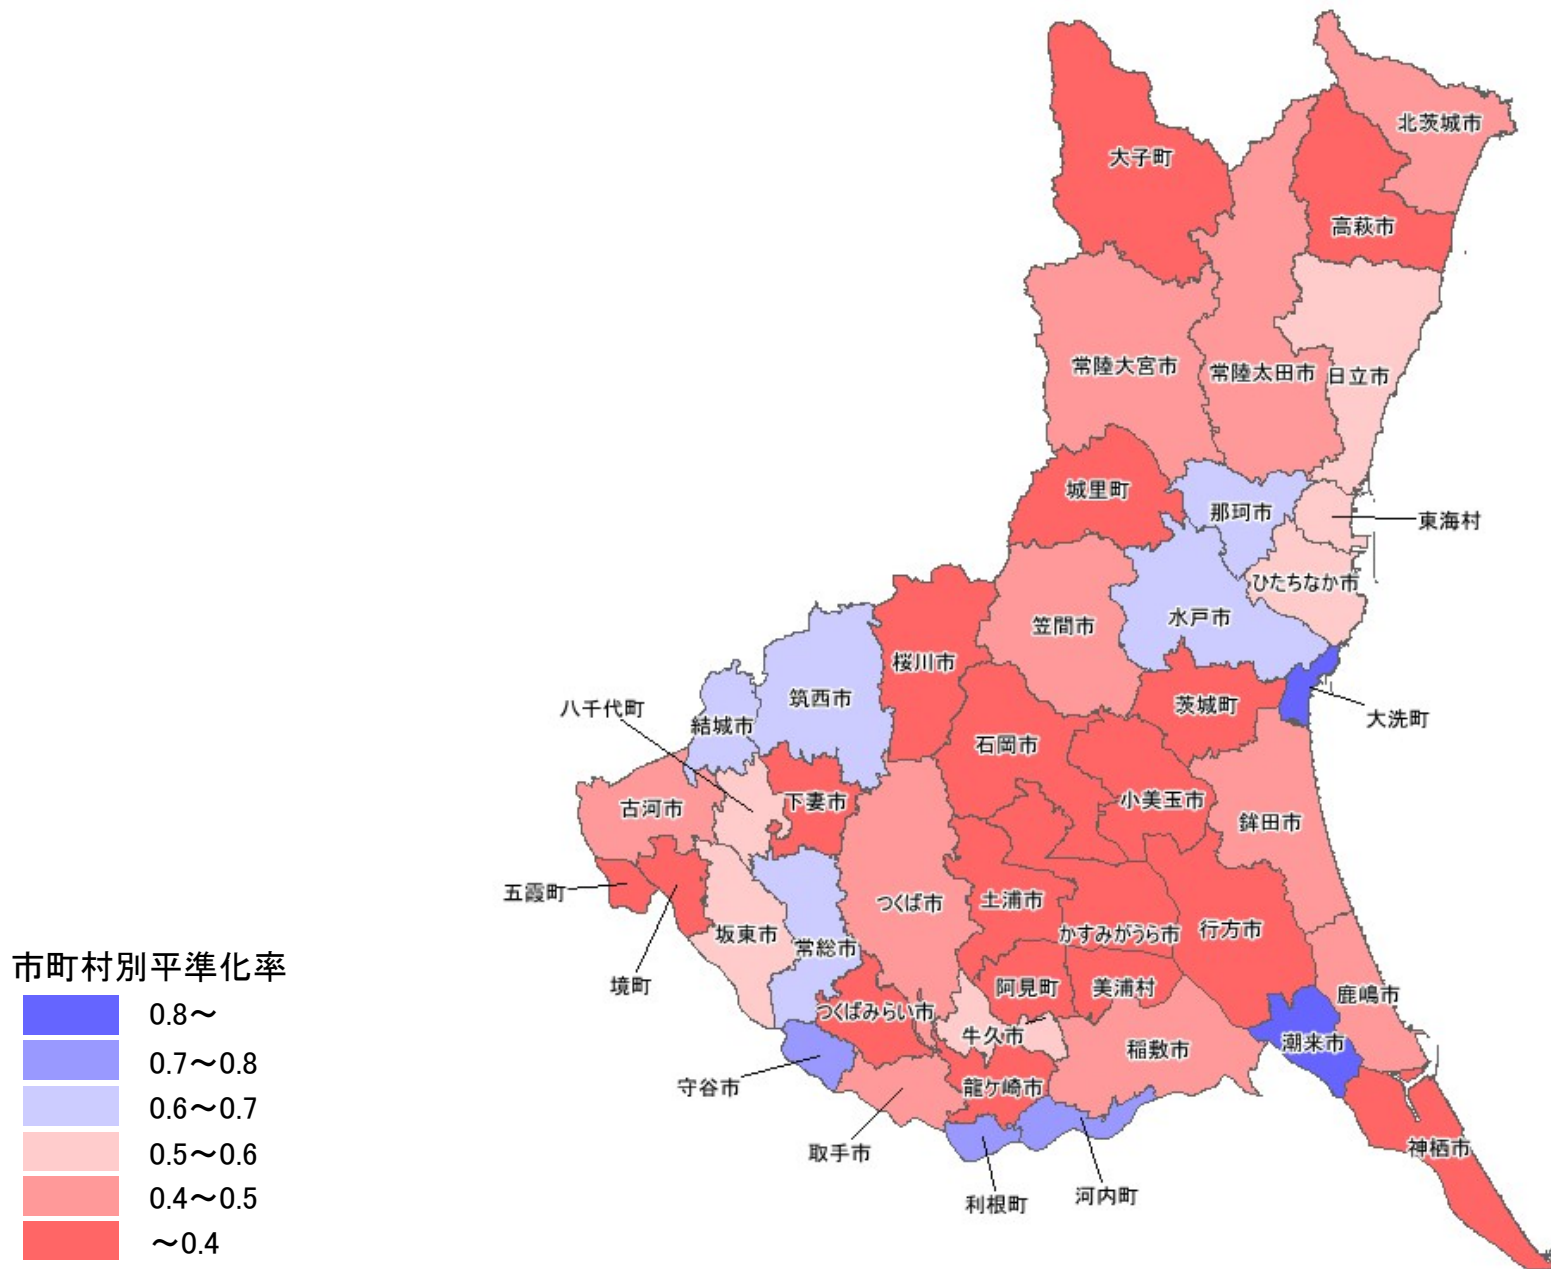 北茨城市
大子町
高萩市
常陸大宮市
常陸太田市
日立市
城里町
那珂市
東海村
ひたちなか市
水戸市
笠間市
桜川市
筑西市
茨城町
八千代町
結城市
大洗町
石岡市
古河市
下妻市
小美玉市
鉾田市
五霞町
つくば市
土浦市
かすみがうら市
行方市
坂東市
常総市
境町
阿見町
美浦村
鹿嶋市
つくばみらい市
牛久市
稲敷市
潮来市
守谷市
龍ケ崎市
取手市
神栖市
利根町
河内町
市町村別平準化率
0.8～
0.7～0.8
0.6～0.7
0.5～0.6
0.4～0.5
～0.4